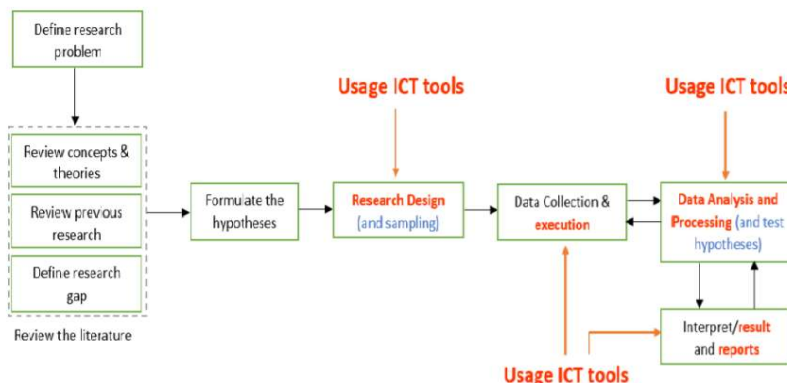 Define research
problem
Review concepts &
theories
Review previous
research
Define research
gap
Review the literature
Formulate the
hypotheses
Usage ICT tools
Research Design
(and sampling)
Data Collection &
execution
Usage ICT tools
Data Analysis and
Processing (and test
hypotheses)
Interpret/result
and reports
Usage ICT tools